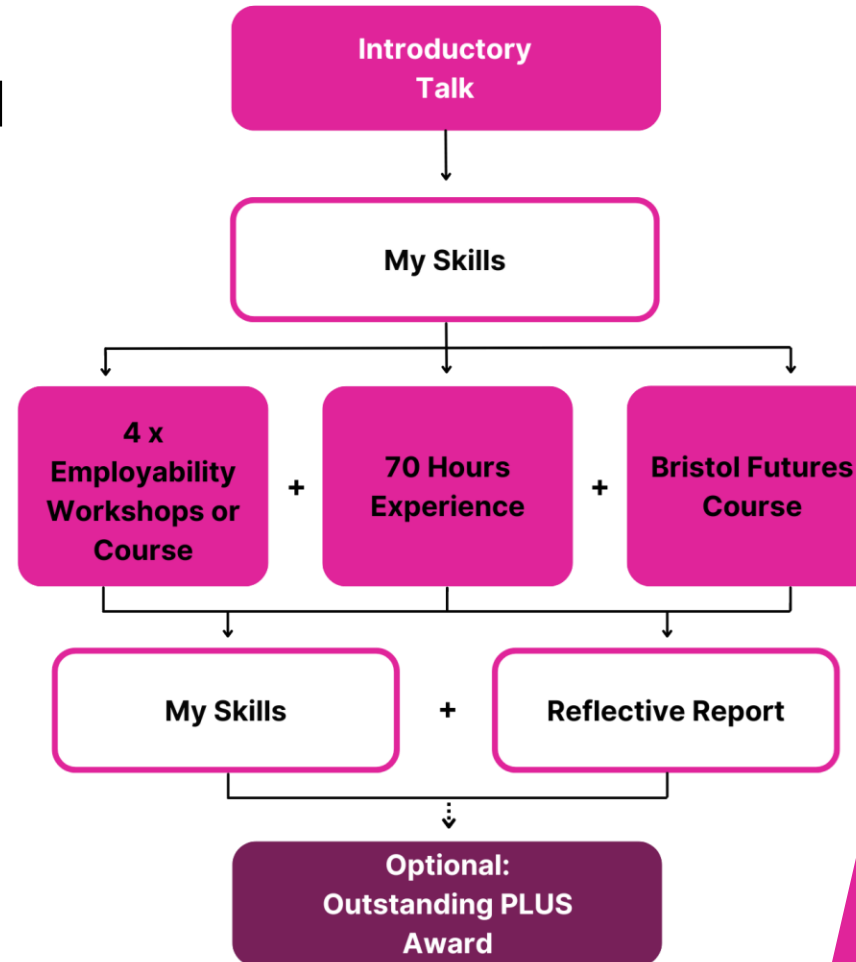 Introductory
Talk
My Skills
4 x
Employability
Workshops or
Course
+
70 Hours
Experience
+
Bristol Futures
Course
My Skills
+
Reflective Report
Optional:
Outstanding PLUS
Award